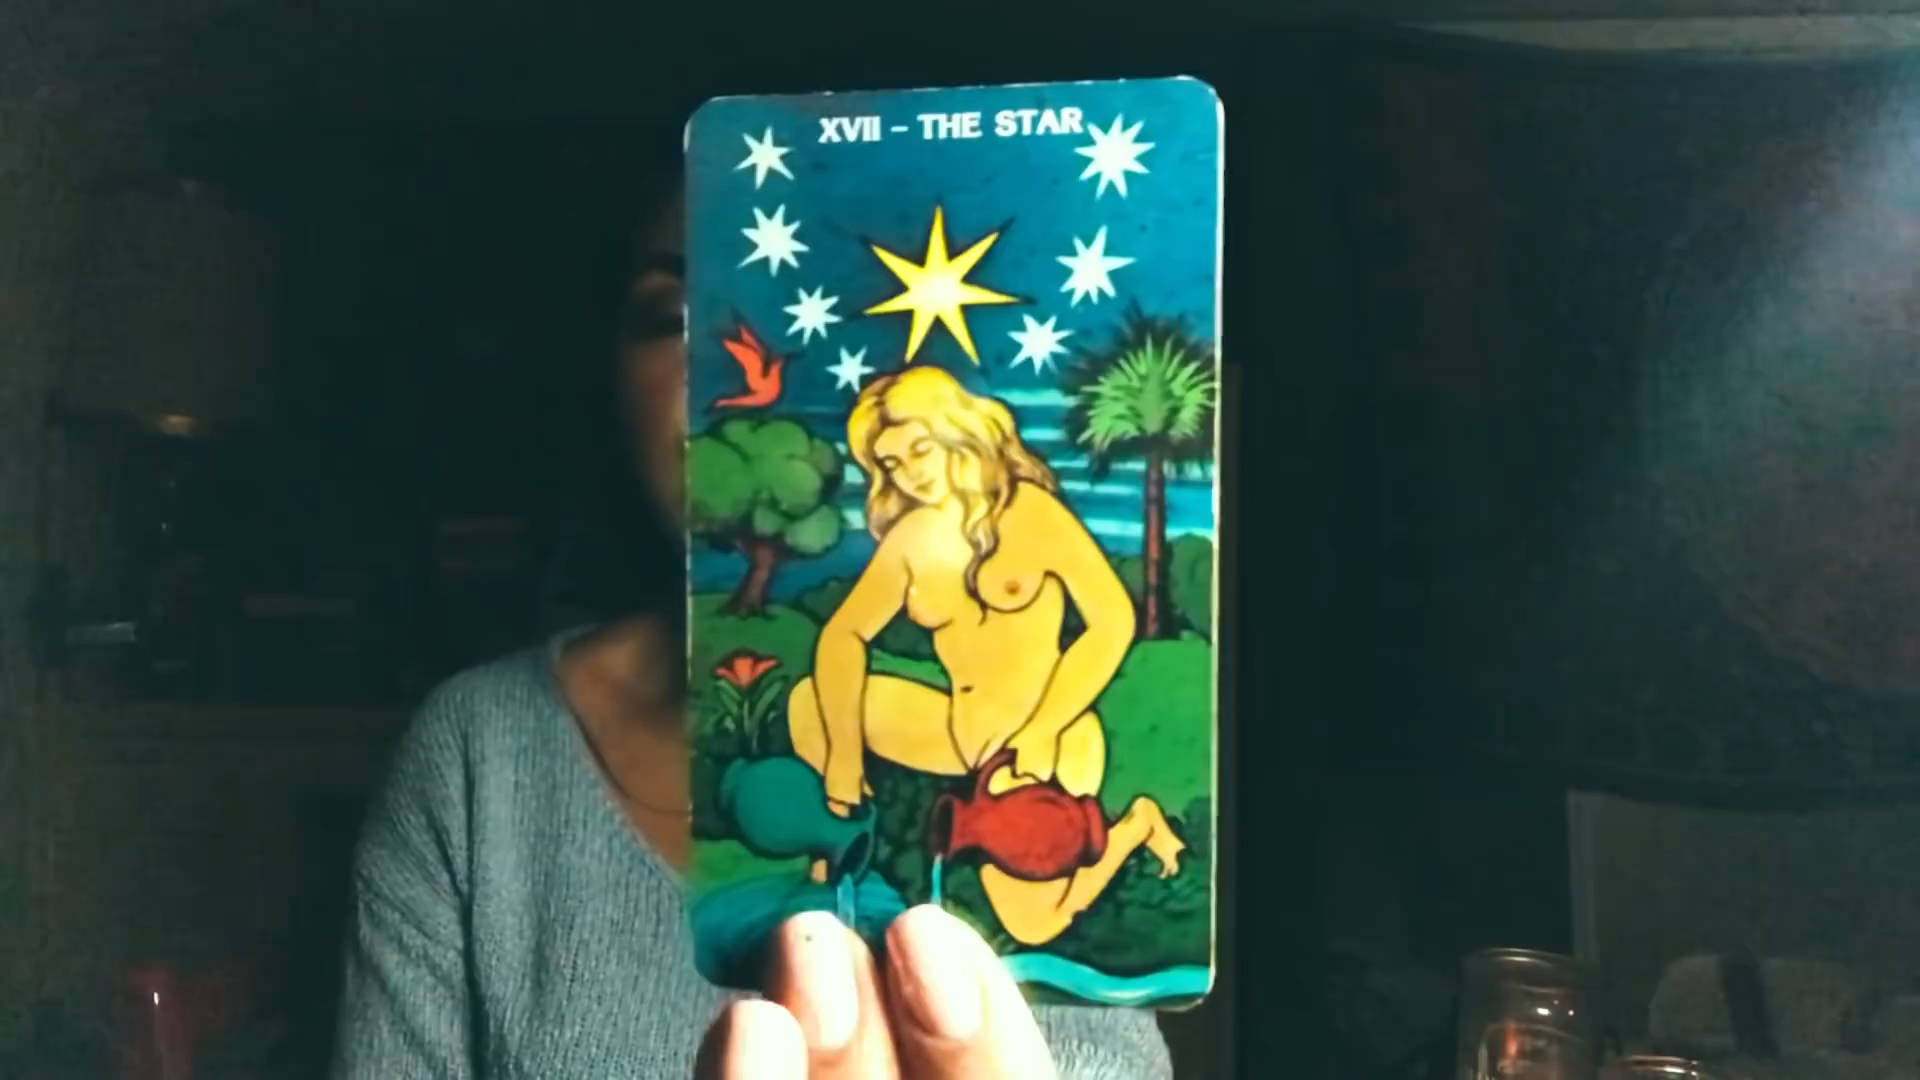 XVII – THE STAR